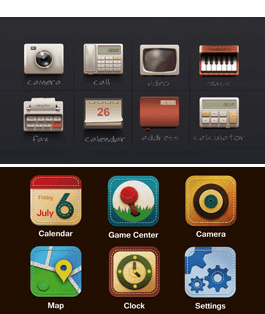 camera call video music
26
fax calendar address calculator
Friday
July 6
Calendar Game Center Camera
Map Clock Settings